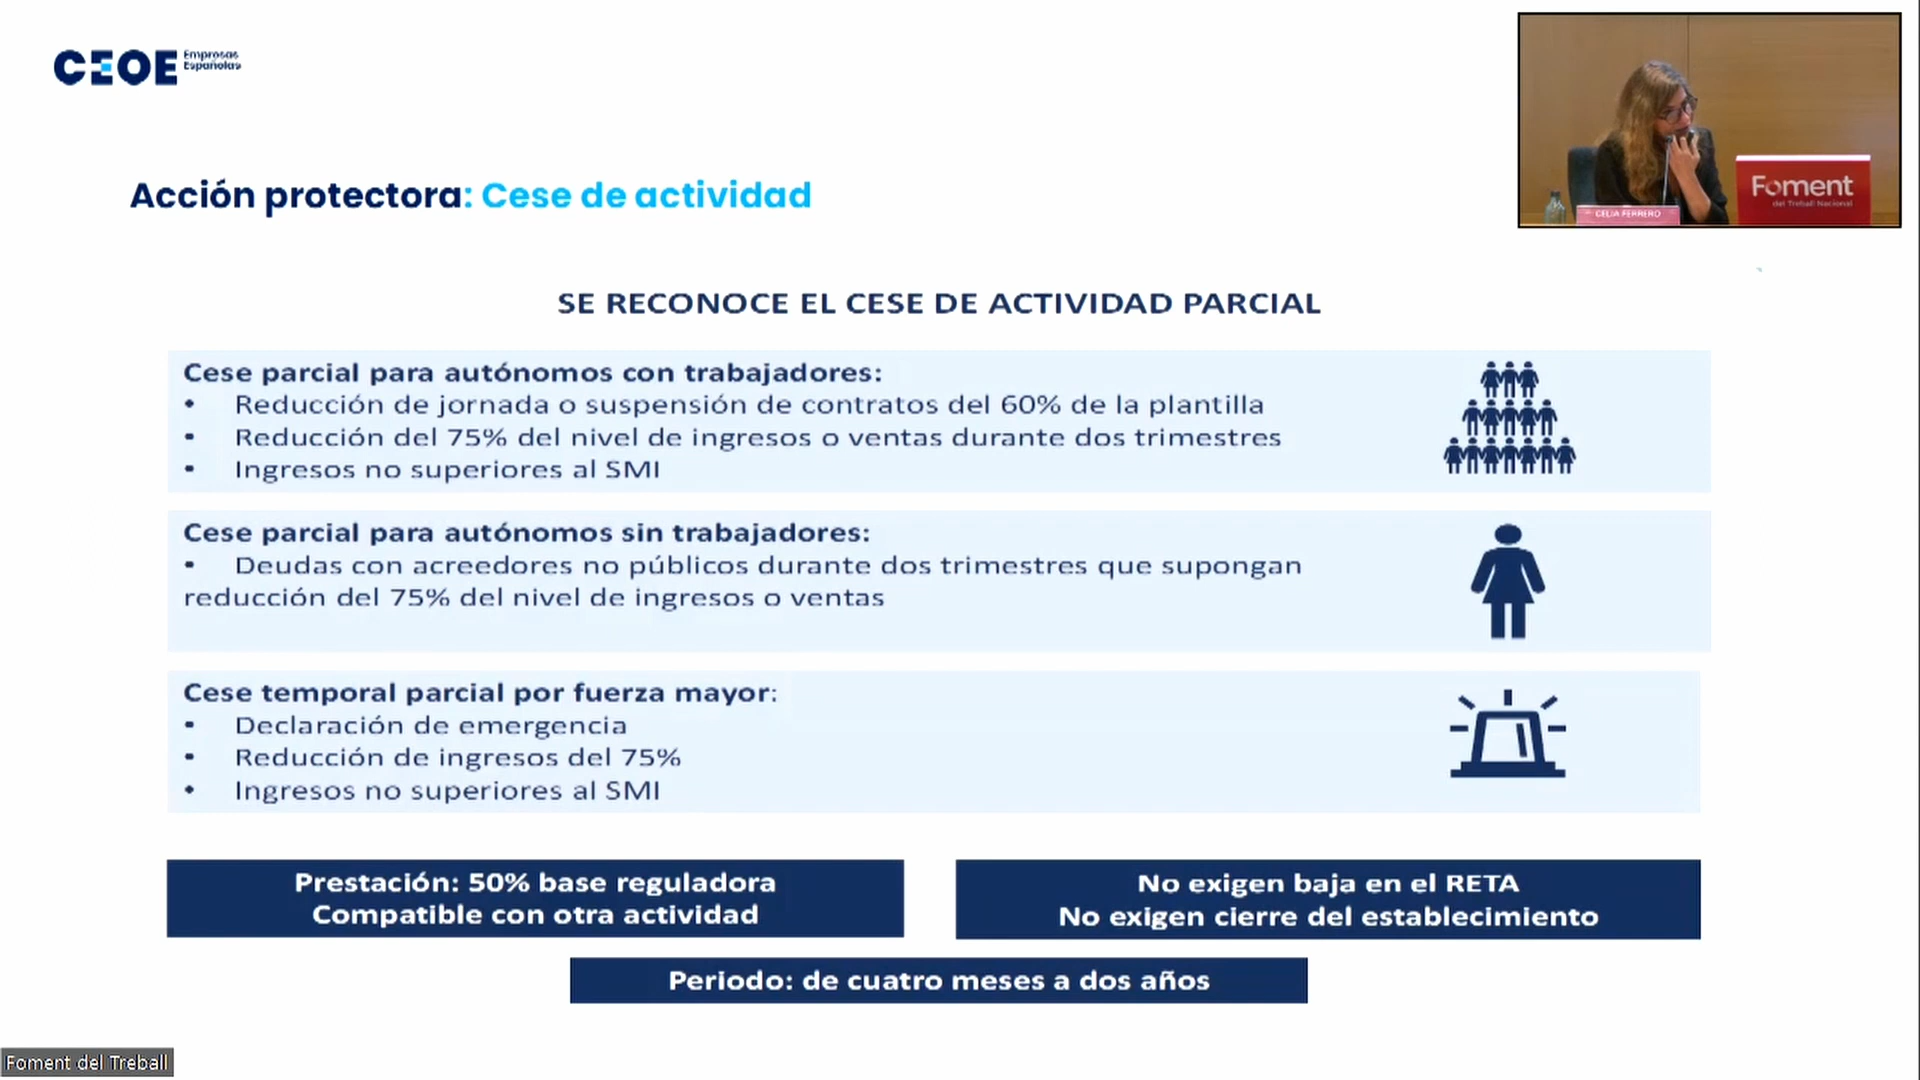 CEOE Empresas
Españolas
Acción protectora: Cese de actividad
CELIA FERRERO
Foment
del Treball Nacional
SE RECONOCE EL CESE DE ACTIVIDAD PARCIAL
Cese parcial para autónomos con trabajadores:
• Reducción de jornada o suspensión de contratos del 60% de la plantilla
• Reducción del 75% del nivel de ingresos o ventas durante dos trimestres
• Ingresos no superiores al SMI
Cese parcial para autónomos sin trabajadores:
• Deudas con acreedores no públicos durante dos trimestres que supongan
reducción del 75% del nivel de ingresos o ventas
Cese temporal parcial por fuerza mayor:
• Declaración de emergencia
• Reducción de ingresos del 75%
• Ingresos no superiores al SMI
Prestación: 50% base reguladora
Compatible con otra actividad
No exigen baja en el RETA
No exigen cierre del establecimiento
Periodo: de cuatro meses a dos años
Foment del Treball